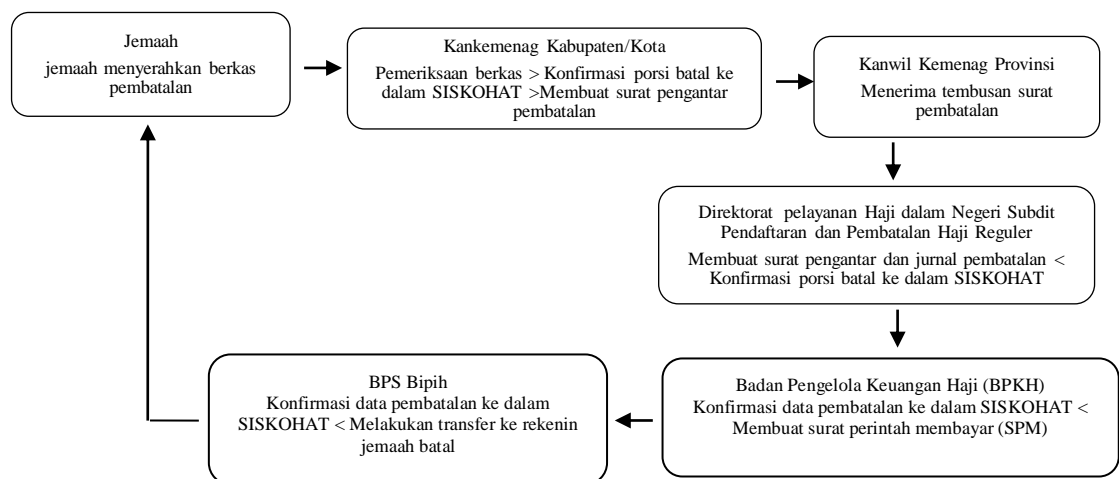 Jemaah
jemaah menyerahkan berkas
pembatalan
Kankemenag Kabupaten/Kota
Pemeriksaan berkas > Konfirmasi porsi batal ke
dalam SISKOHAT >Membuat surat pengantar
pembatalan
Kanwil Kemenag Provinsi
Menerima tembusan surat
pembatalan
Direktorat pelayanan Haji dalam Negeri Subdit
Pendaftaran dan Pembatalan Haji Reguler
Membuat surat pengantar dan jurnal pembatalan <
Konfirmasi porsi batal ke dalam SISKOHAT
Badan Pengelola Keuangan Haji (BPKH)
Konfirmasi data pembatalan ke dalam SISKOHAT <
Membuat surat perintah membayar (SPM)
BPS Bipih
Konfirmasi data pembatalan ke dalam
SISKOHAT < Melakukan transfer ke rekenin
jemaah batal